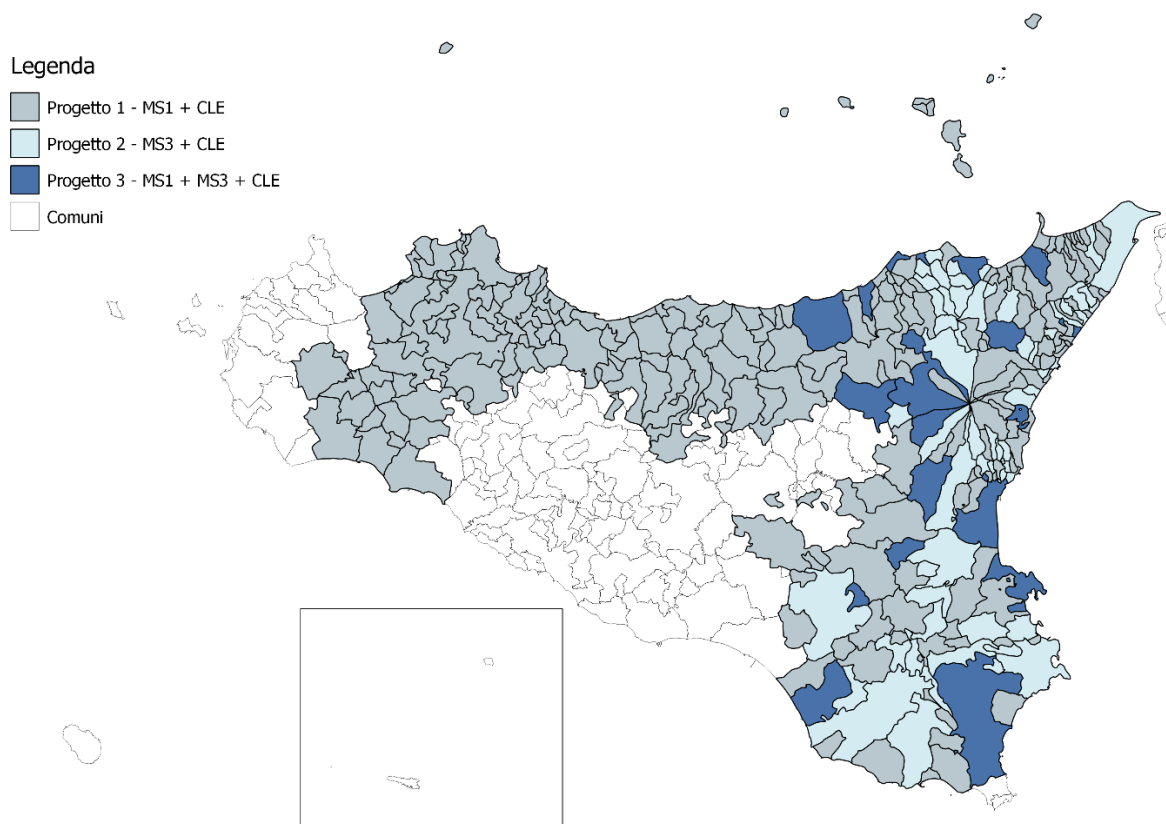 Legenda
Progetto 1 - MS1 + CLE
Progetto 2 - MS3 + CLE
Progetto 3 - MS1 + MS3 + CLE
Comuni